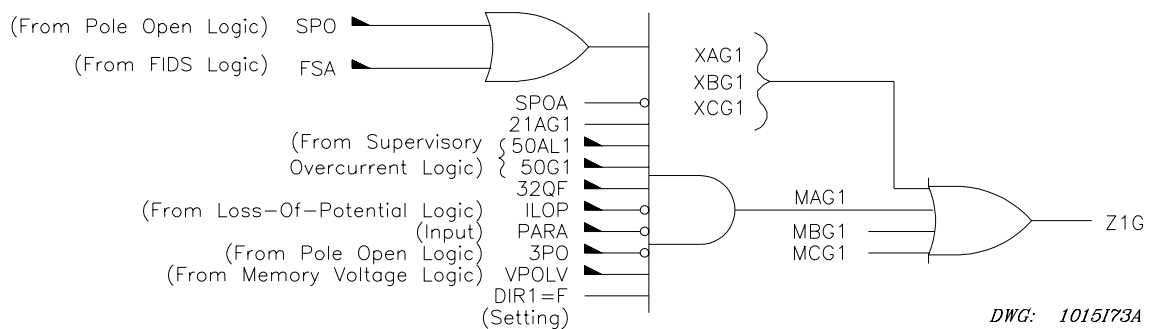 (From Pole Open Logic) SPO
(From FIDS Logic) FSA
XAG1
XBG1
XCG1
SPOA
21AG1
(From Supervisory { 50AL1
Overcurrent Logic) { 50G1
32QF
(From Loss-Of-Potential Logic) ILOP
(Input) PARA
(From Pole Open Logic) 3PO
(From Memory Voltage Logic) VPOLV
DIR1=F
(Setting)
MAG1
MBG1
MCG1
Z1G
DWG: 1015I73A